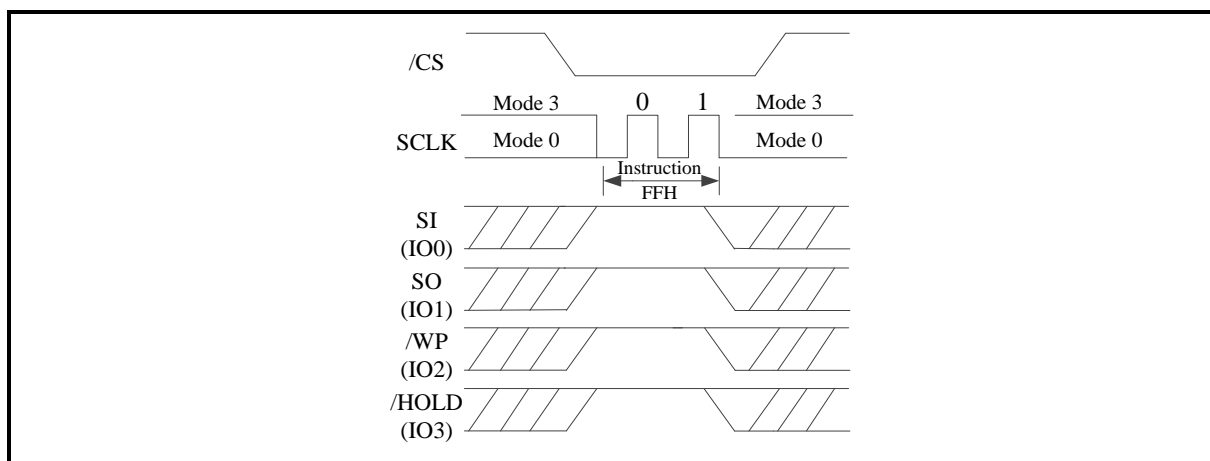 /CS
Mode 3 0 1 Mode 3
SCLK Mode 0 Mode 0
Instruction
FFH
SI
(IO0)
SO
(IO1)
/WP
(IO2)
/HOLD
(IO3)